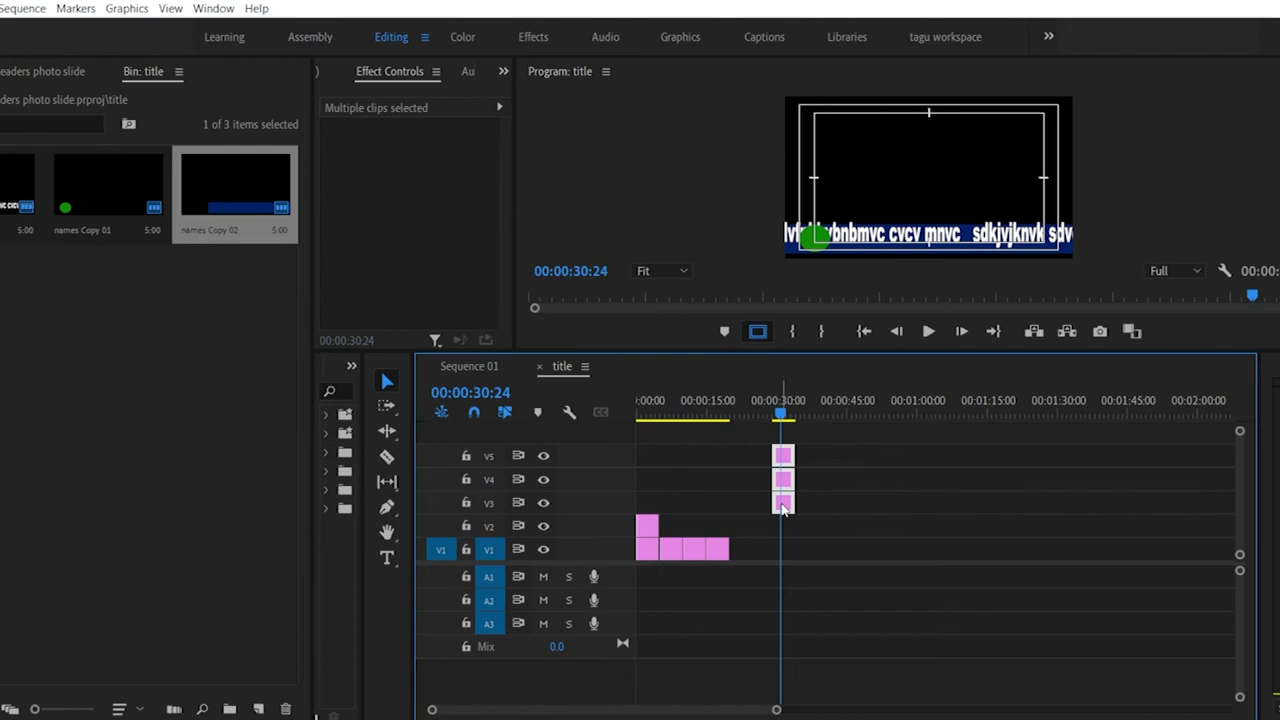 Sequence Markers Graphics View Window Help
Learning Assembly Editing Color Effects Audio Graphics Captions Libraries tagu workspace
eaders photo slide Bin: title Effect Controls Au Program: title
ders photo slide.prproj\title
Multiple clips selected
1 of 3 items selected
names Copy 01 5:00 names Copy 02 5:00
5:00
vbnbmvc cvcv mnvc sdkjvjknvk sdv
00:00:30:24 Fit Full 00:00:
00:00:30:24
Sequence 01 title
00:00:30:24
:00:00 00:00:15:00 00:00:30:00 00:00:45:00 00:01:00:00 00:01:15:00 00:01:30:00 00:01:45:00 00:02:00:00
V5
V4
V3
V2
V1 V1
A1 M S
A2 M S
A3 M S
Mix 0.0